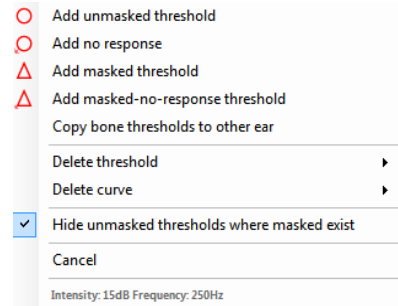 Add unmasked threshold
Add no response
Add masked threshold
Add masked-no-response threshold
Copy bone thresholds to other ear
Delete threshold
Delete curve
Hide unmasked thresholds where masked exist
Cancel
Intensity: 15dB Frequency: 250Hz